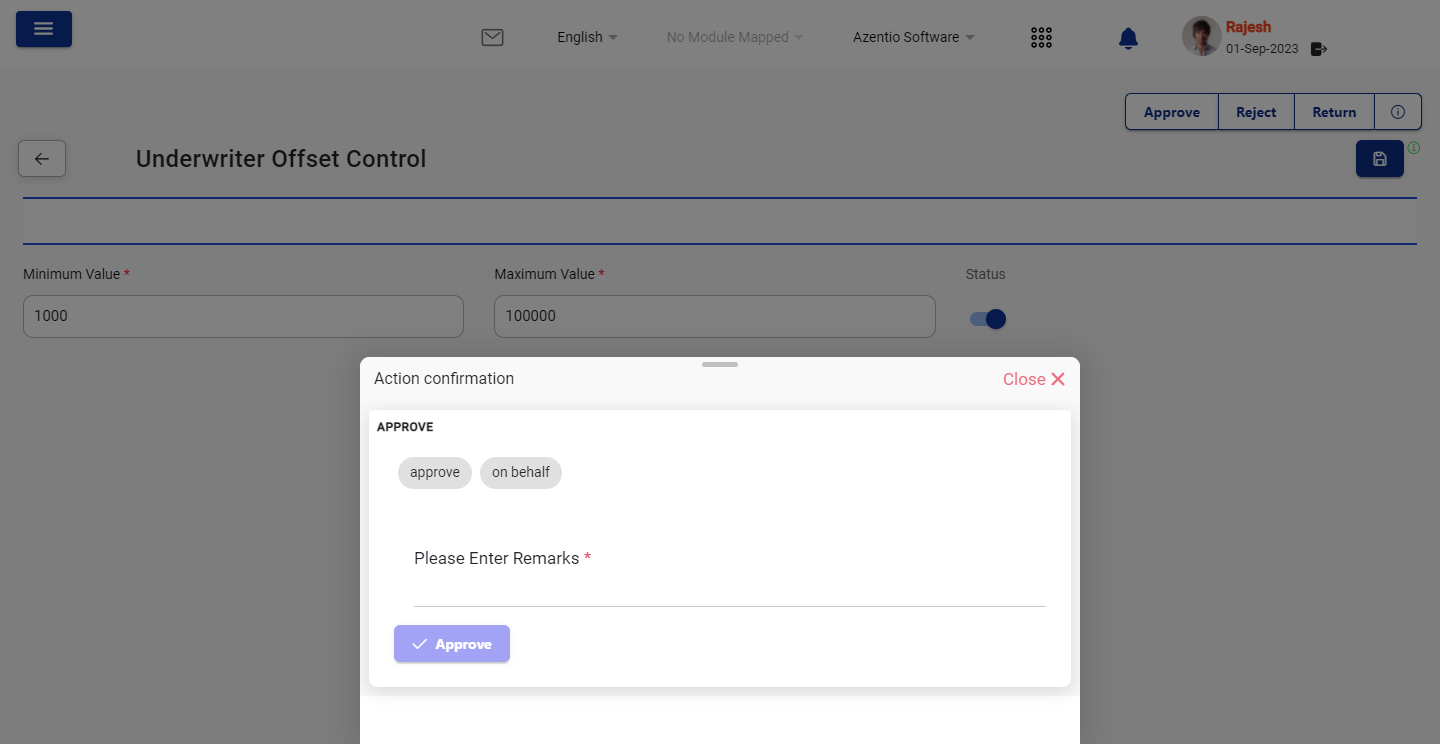 English
No Module Mapped
Azentio Software
Rajesh
01-Sep-2023
Approve
Reject
Return
Underwriter Offset Control
Minimum Value *
Maximum Value *
Status
1000
100000
Action confirmation
Close
APPROVE
approve
on behalf
Please Enter Remarks *
Approve